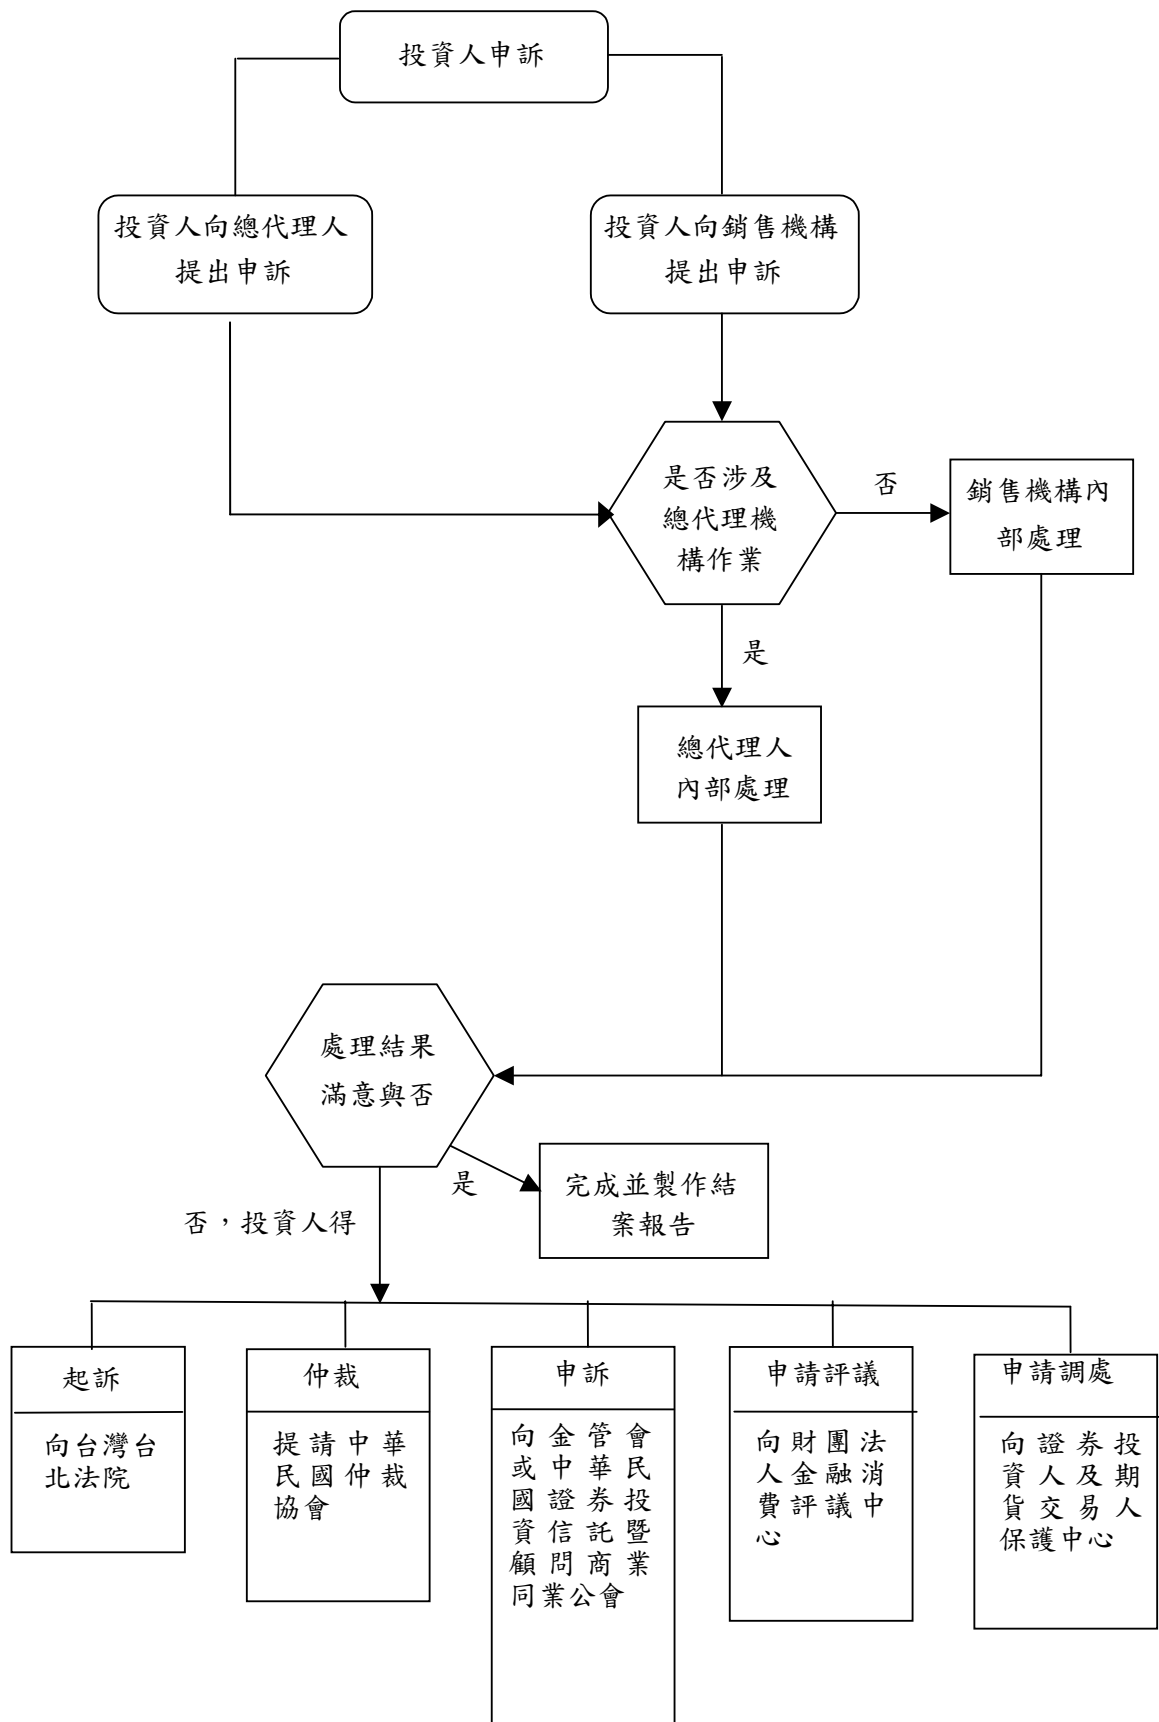 投資人申訴
投資人向總代理人
提出申訴
投資人向銷售機構
提出申訴
是否涉及
總代理機
構作業
否
銷售機構內
部處理
是
總代理人
內部處理
處理結果
滿意與否
是
完成並製作結
案報告
否，投資人得
起訴
向台灣台
北法院
仲裁
提請中華
民國仲裁
協會
申訴
向金管會
或中華民
國證券投
資信託暨
顧問商業
同業公會
申請評議
向財團法
人金融消
費評議中
心
申請調處
向證券投
資人及期
貨交易人
保護中心